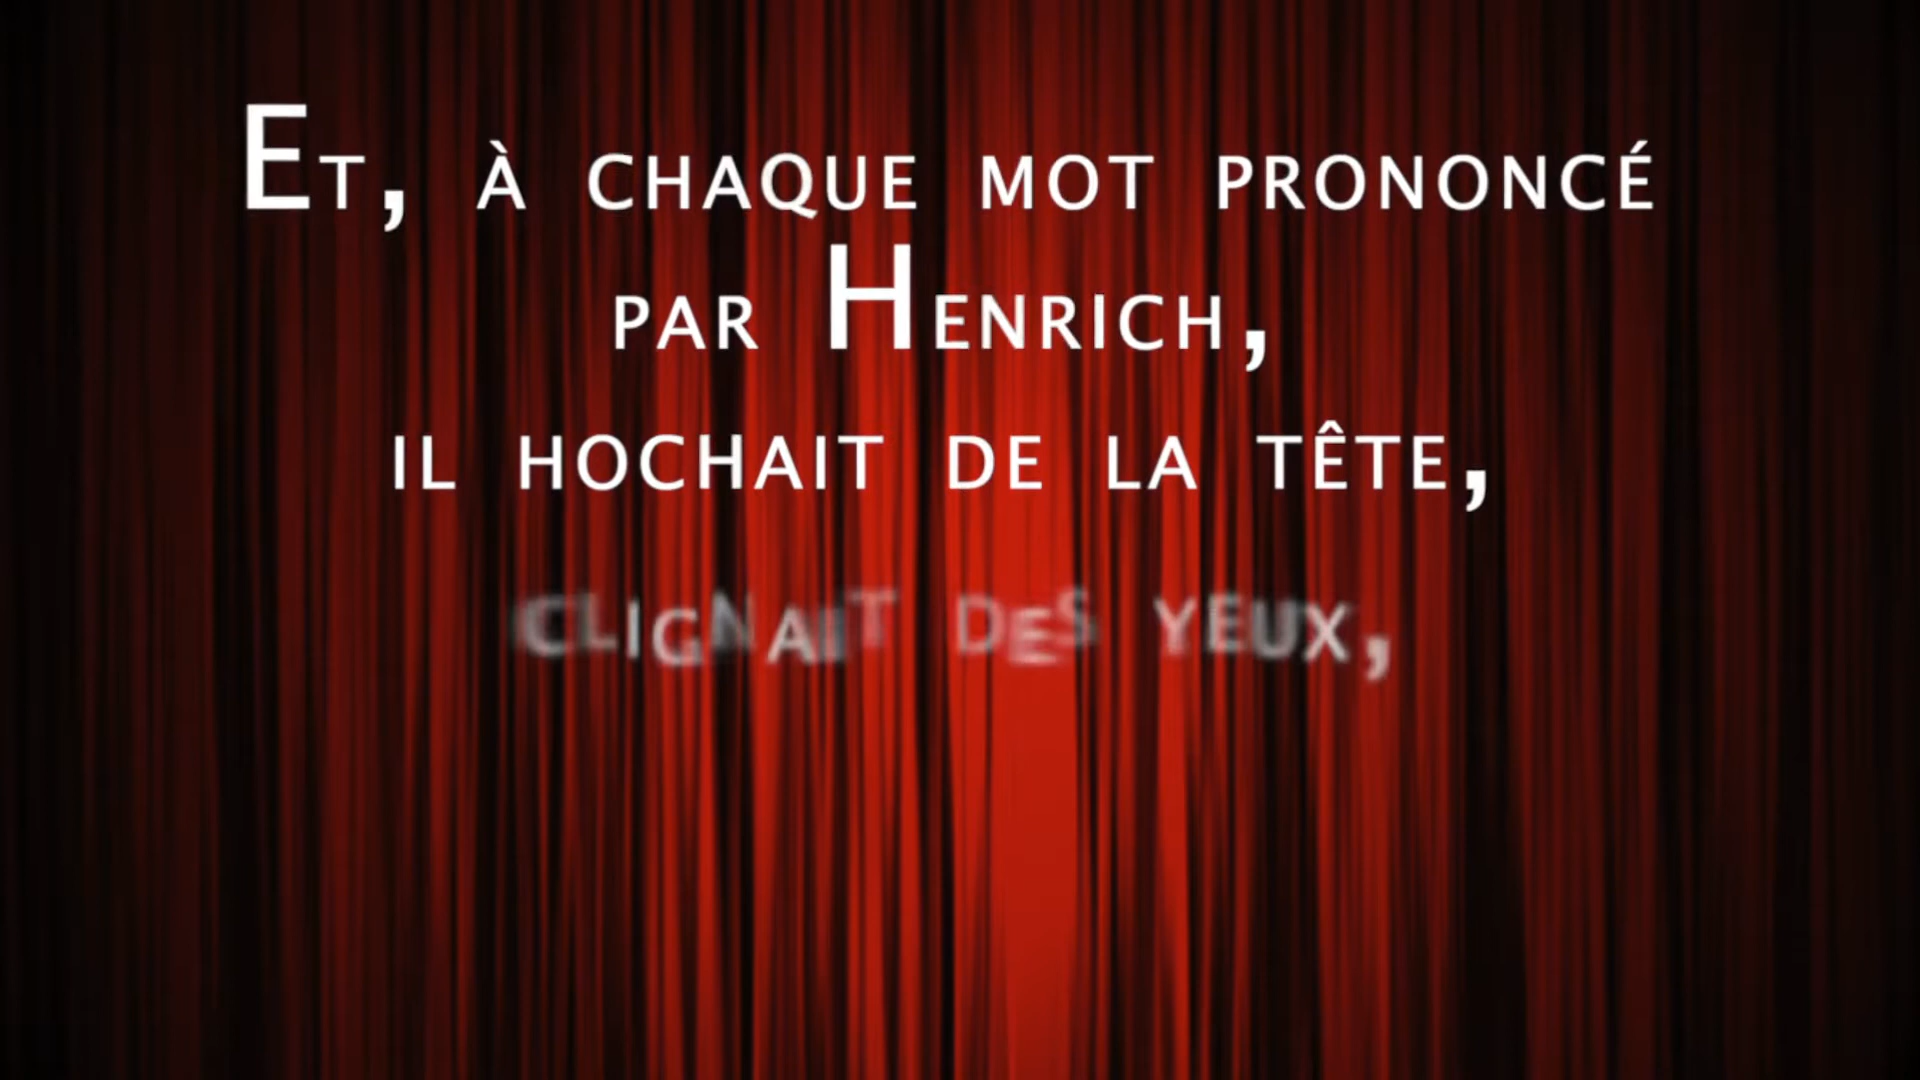 Et, à chaque mot prononcé
par Henrich,
il hochait de la tête,
clignait des yeux,